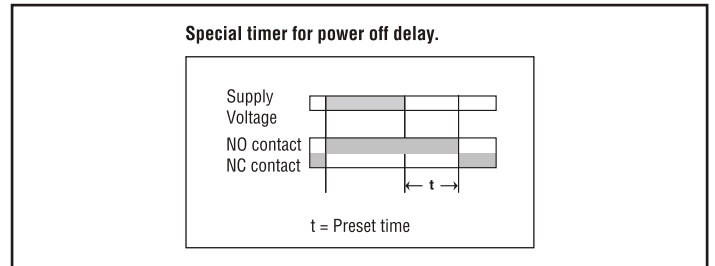 Special timer for power off delay.
Supply
Voltage
NO contact
NC contact
t
t = Preset time